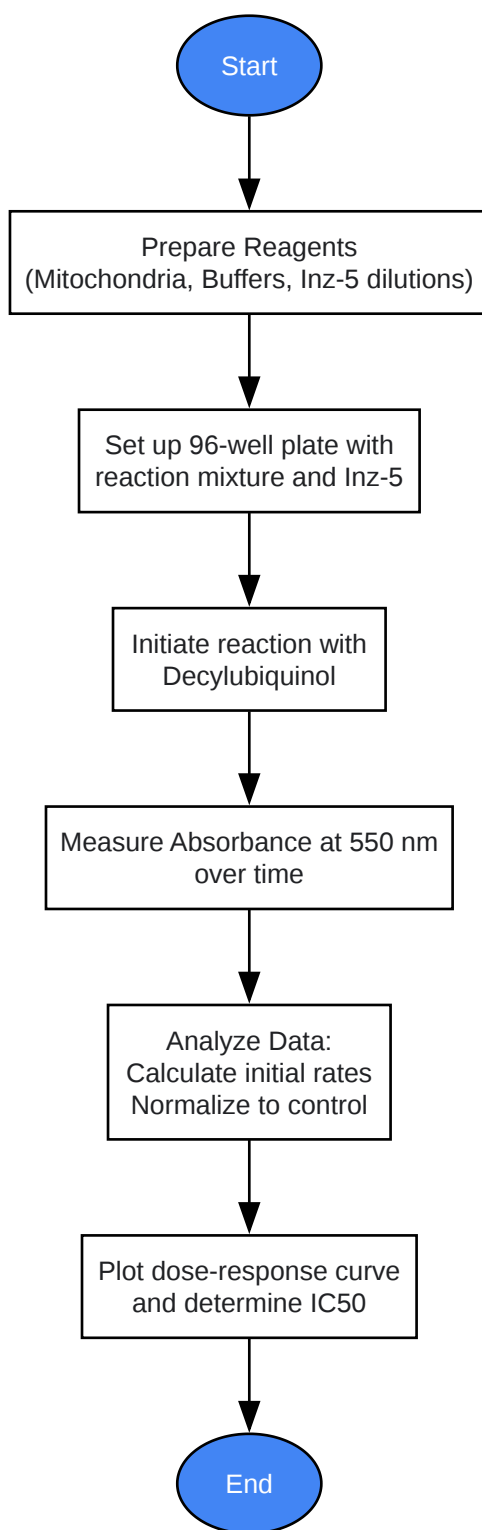 Start
Prepare Reagents
(Mitochondria, Buffers, Inz-5 dilutions)
Set up 96-well plate with
reaction mixture and Inz-5
Initiate reaction with
Decylubiquinol
Measure Absorbance at 550 nm
over time
Analyze Data:
Calculate initial rates
Normalize to control
Plot dose-response curve
and determine IC50
End